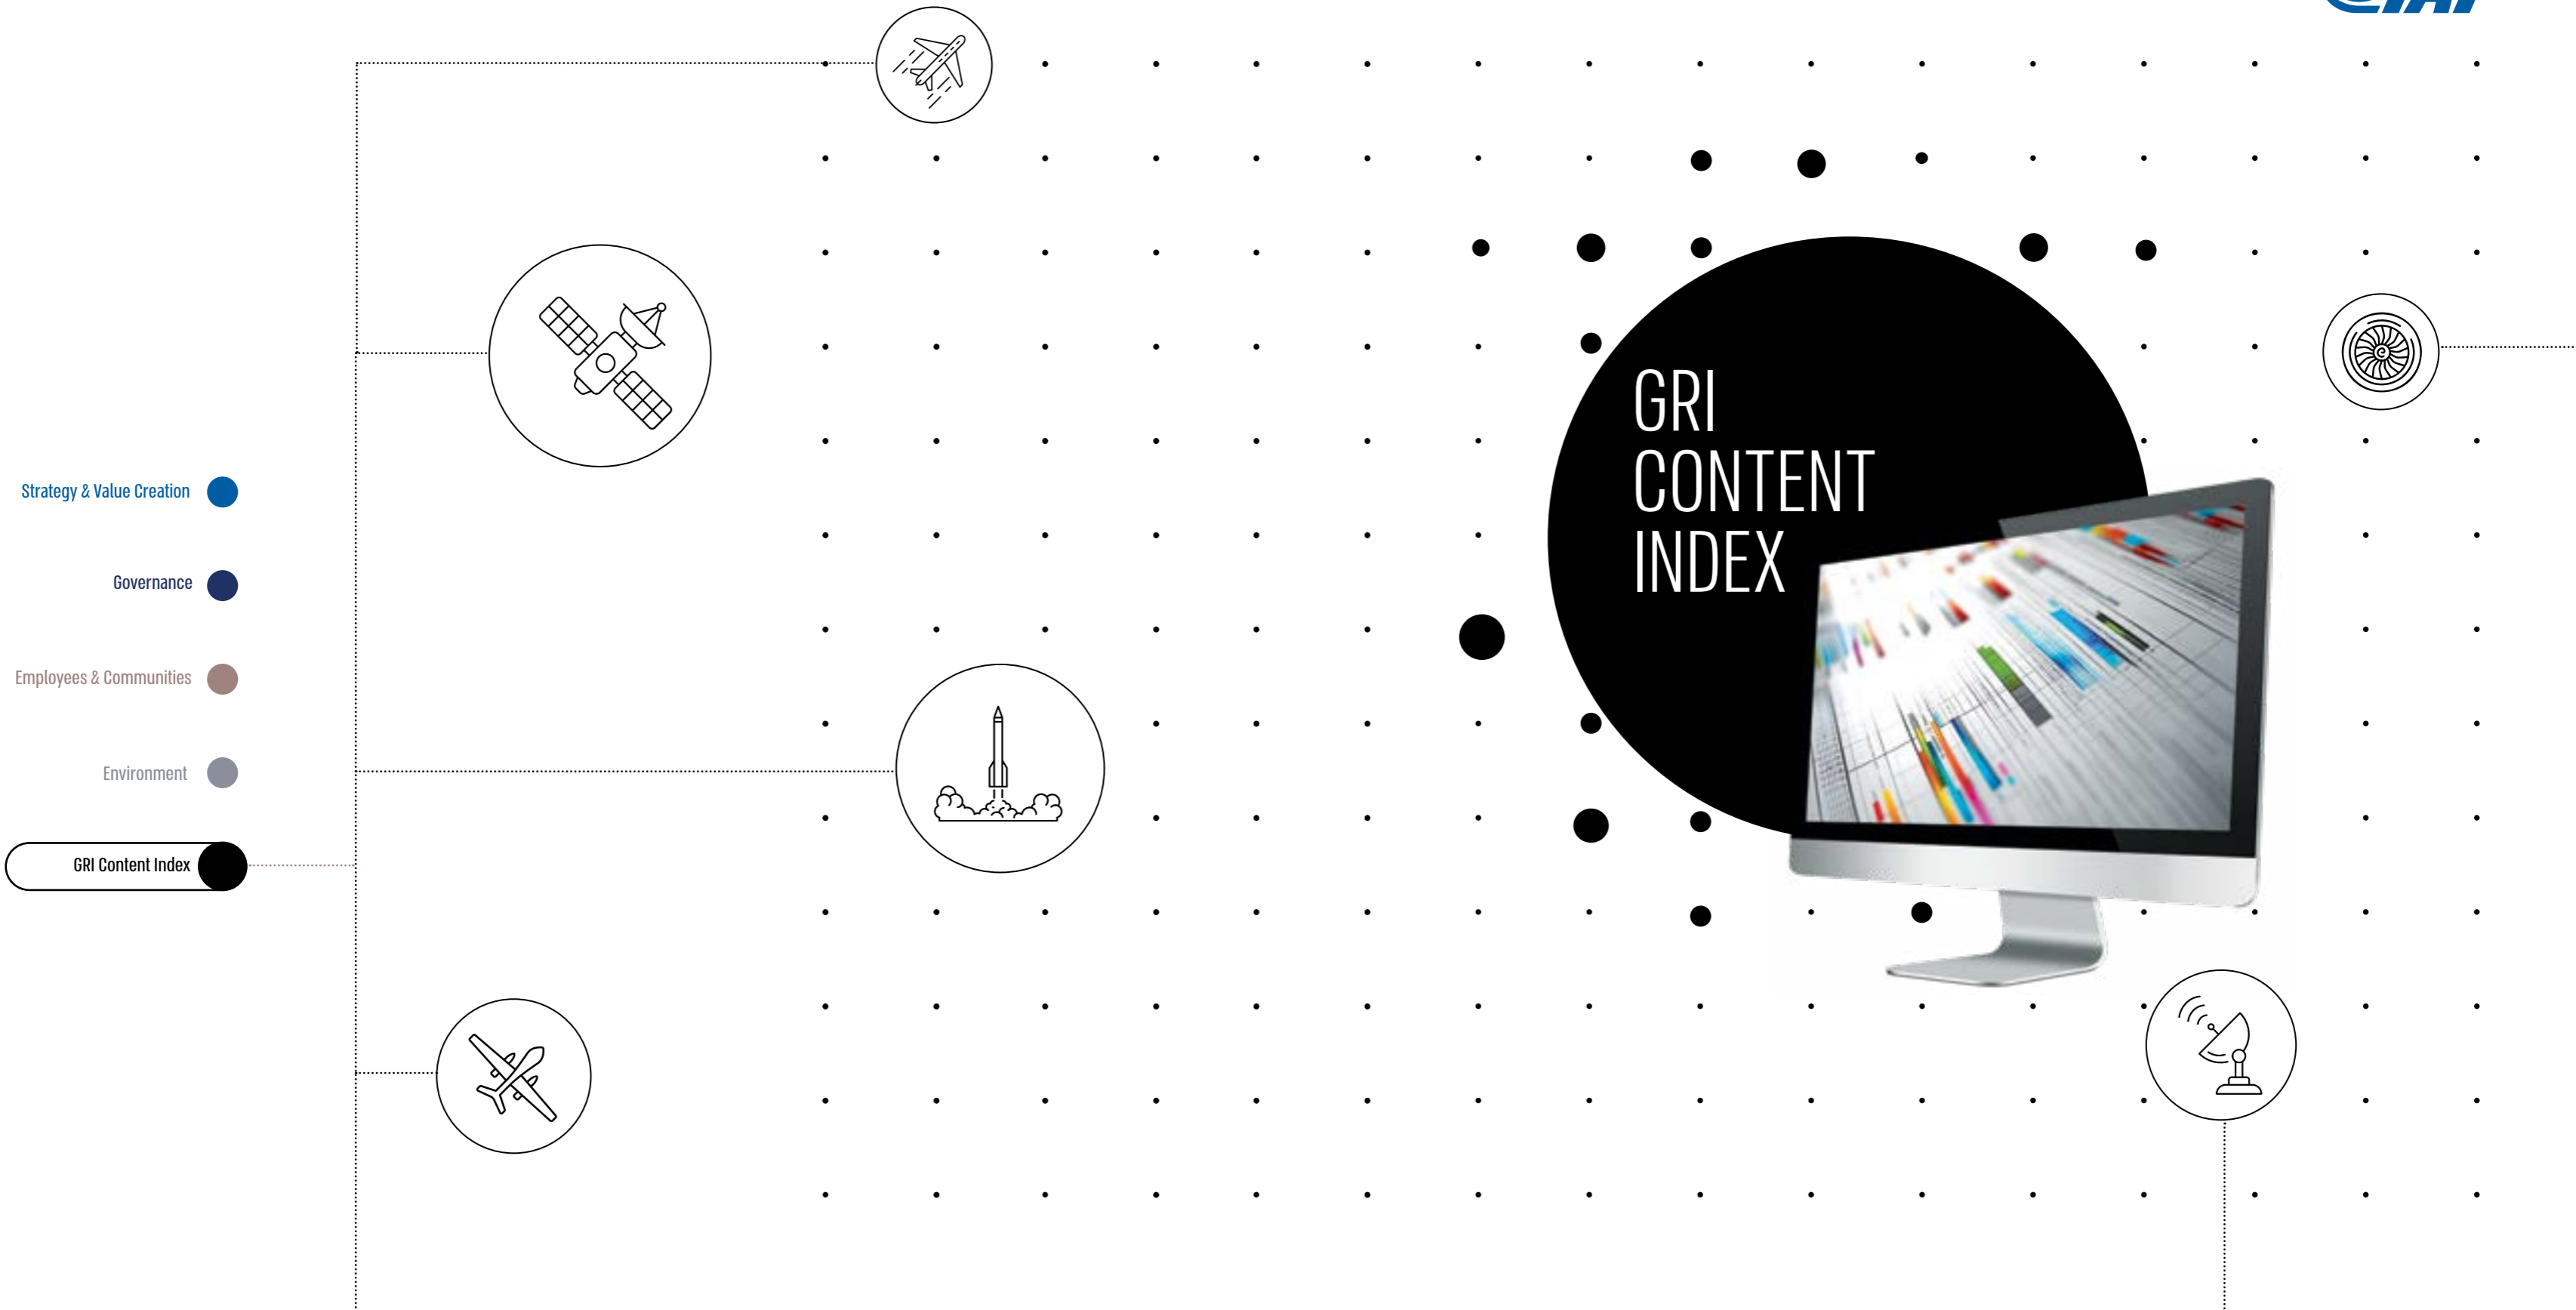 Strategy & Value Creation
Governance
Employees & Communities
Environment
GRI Content Index
GRI
CONTENT
INDEX